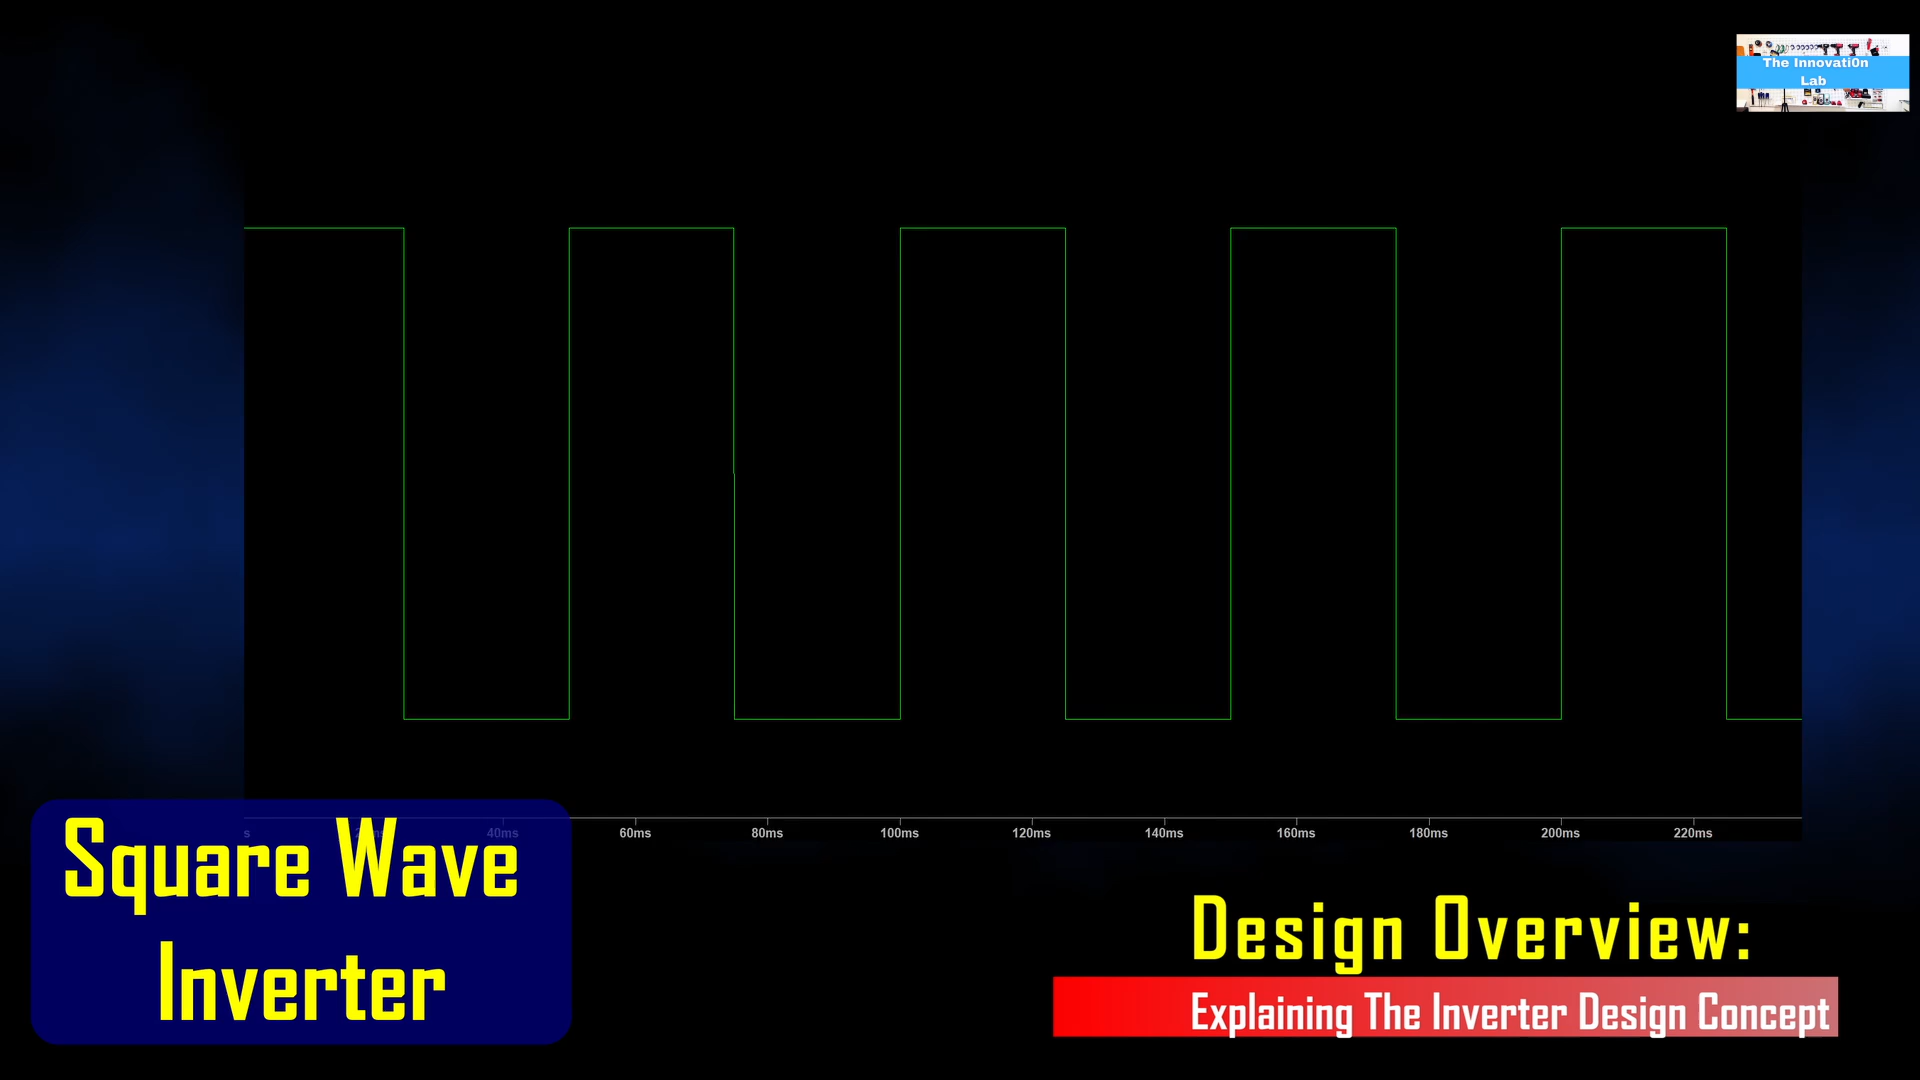 The Innovati0n
Lab
s 40ms 60ms 80ms 100ms 120ms 140ms 160ms 180ms 200ms 220ms
Square Wave
Inverter
Design Overview:
Explaining The Inverter Design Concept